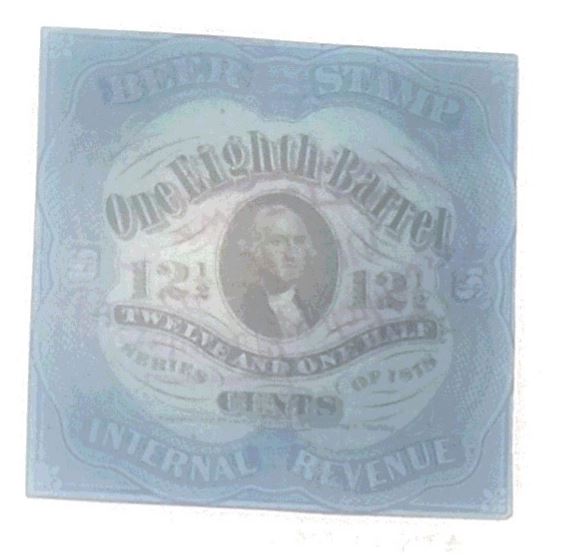 BEER STAMP
One Eighth Barrel
12½ 12½
TWELVE AND ONE HALF
SERIES OF 1878
CENTS
INTERNAL REVENUE